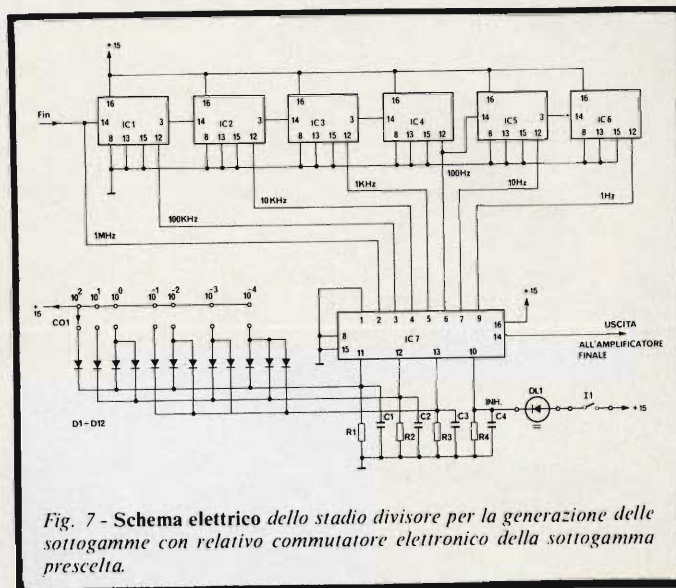 + 15
16 16 16 16 16 16
Fin
14 IC1 3 14 IC2 3 14 IC3 3 14 IC4 3 14 IC5 3 14 IC6 3
8 13 15 12 8 13 15 12 8 13 15 12 8 13 15 12 8 13 15 12 8 13 15 12
1MHz 100KHz 10KHz 1KHz 100Hz 10Hz 1Hz
10² 10¹ 10⁰ 10⁻¹ 10⁻² 10⁻³ 10⁻⁴
+ 15
CO1
1 2 3 4 5 6 7 9
8 IC 7 16 + 15
15 14 USCITA
11 12 13 10 ALL'AMPLIFICATORE
FINALE
D1-D12
INH. DL1 I1 + 15
R1 C1 R2 C2 R3 C3 R4 C4
Fig. 7 - Schema elettrico dello stadio divisore per la generazione delle
sottogamme con relativo commutatore elettronico della sottogamma
prescelta.